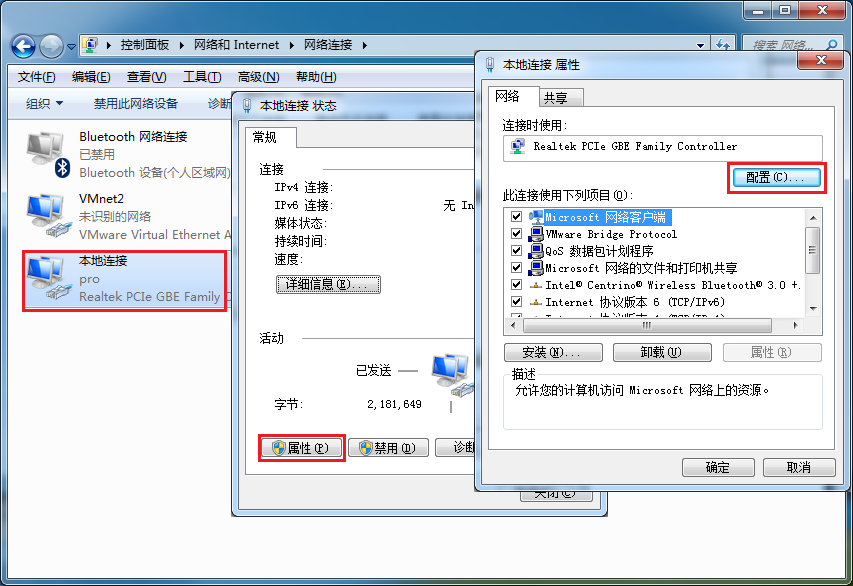 控制面板 ▸ 网络和 Internet ▸ 网络连接 ▸
搜索 网络...
文件(F) 编辑(E) 查看(V) 工具(T) 高级(N) 帮助(H)
组织 禁用此网络设备 诊断
Bluetooth 网络连接
已禁用
Bluetooth 设备(个人区域网)
VMnet2
未识别的网络
VMware Virtual Ethernet A
本地连接
pro
Realtek PCIe GBE Family C
本地连接 状态
常规
连接
IPv4 连接:
IPv6 连接: 无 In
媒体状态:
持续时间:
速度:
详细信息(E)...
活动
已发送
字节: 2,181,649
属性(P) 禁用(D) 诊断
关闭(C)
本地连接 属性
网络 共享
连接时使用:
Realtek PCIe GBE Family Controller
配置(C)...
此连接使用下列项目(O):
Microsoft 网络客户端
VMware Bridge Protocol
QoS 数据包计划程序
Microsoft 网络的文件和打印机共享
Intel® Centrino® Wireless Bluetooth® 3.0 +.
Internet 协议版本 6 (TCP/IPv6)
Internet 协议版本 4 (TCP/IPv4)
安装(N)... 卸载(U) 属性(R)
描述
允许您的计算机访问 Microsoft 网络上的资源。
确定 取消